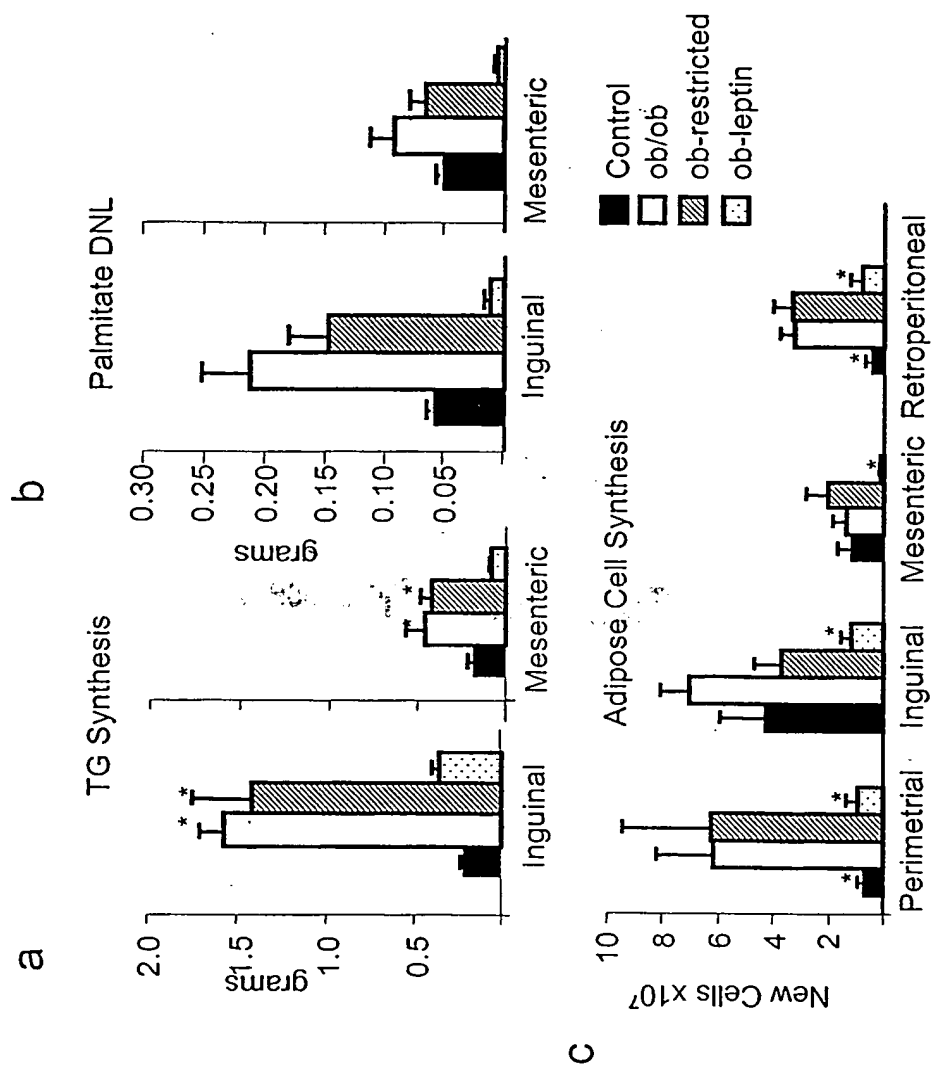 a
TG Synthesis
2.0
1.5
1.0
0.5
grams
* *
Inguinal
* *
Mesenteric
b
Palmitate DNL
0.30
0.25
0.20
0.15
0.10
0.05
grams
Inguinal
Mesenteric
c
Adipose Cell Synthesis
10
8
6
4
2
New Cells x10⁷
* *
Perimetrial
*
Inguinal
*
Mesenteric
* *
Retroperitoneal
Control
ob/ob
ob-restricted
ob-leptin